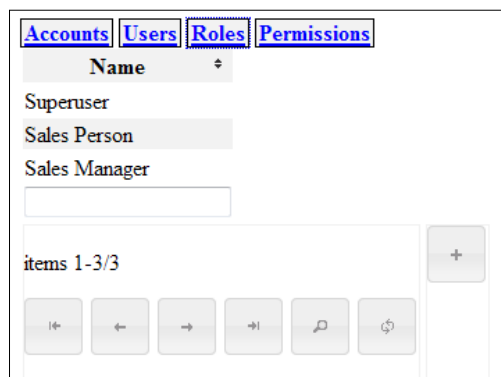 Accounts Users Roles Permissions
Name
Superuser
Sales Person
Sales Manager
items 1-3/3